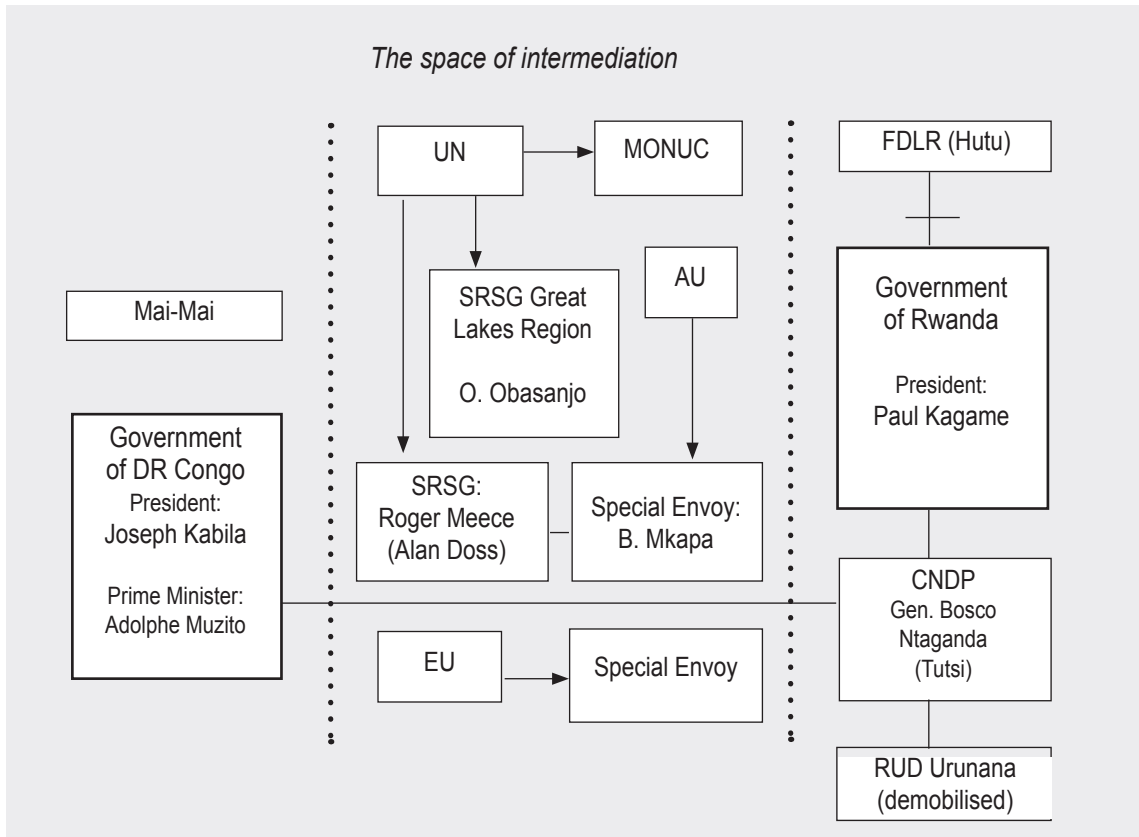 The space of intermediation
UN
MONUC
FDLR (Hutu)
SRSG Great
Lakes Region
O. Obasanjo
AU
Government
of Rwanda
President:
Paul Kagame
Mai-Mai
Government
of DR Congo
President:
Joseph Kabila
Prime Minister:
Adolphe Muzito
SRSG:
Roger Meece
(Alan Doss)
Special Envoy:
B. Mkapa
CNDP
Gen. Bosco
Ntaganda
(Tutsi)
EU
Special Envoy
RUD Urunana
(demobilised)